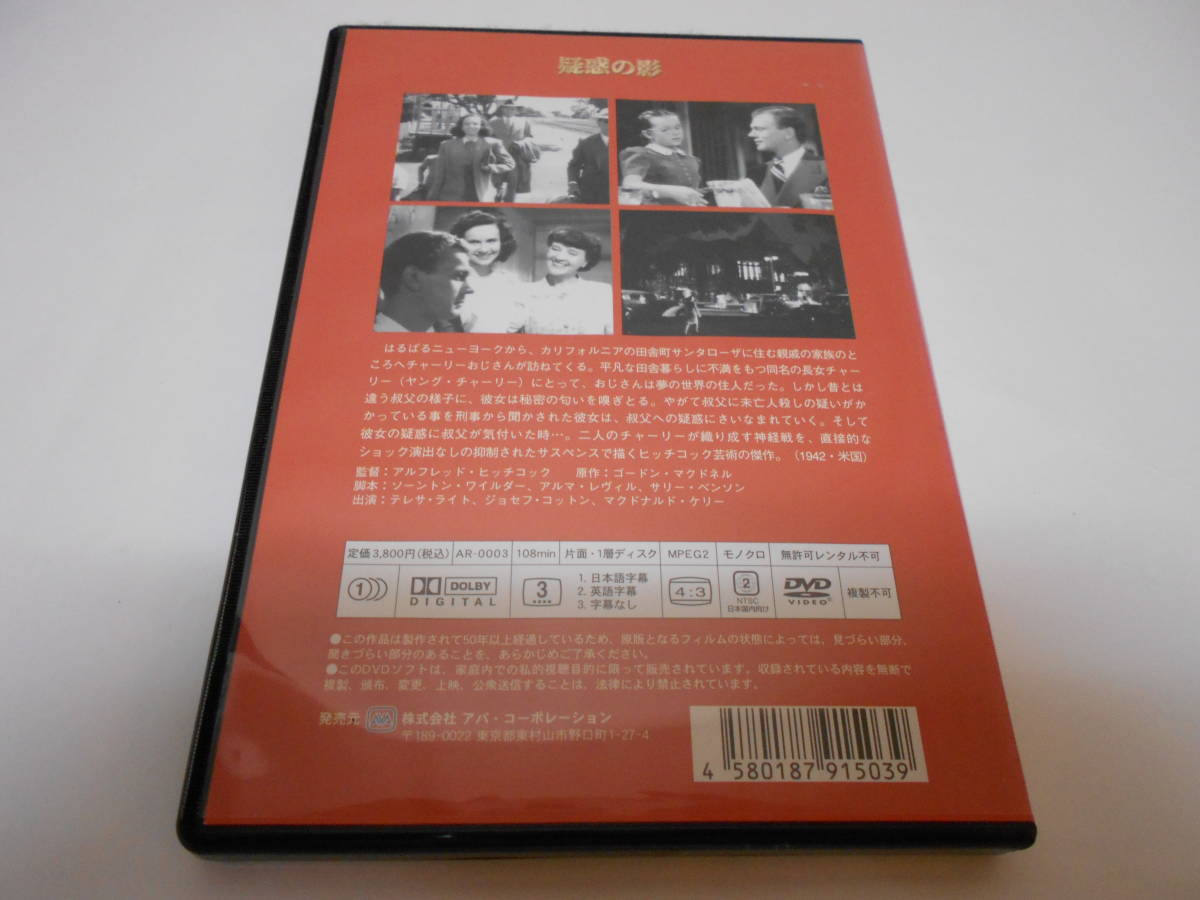 疑惑の影
はるばるニューヨークから、カリフォルニアの田舎町サンタローザに住む親戚の家族のと
ころへチャーリーおじさんが訪ねてくる。平凡な田舎暮らしに不満をもつ同名の長女チャー
リー（ヤング・チャーリー）にとって、おじさんは夢の世界の住人だった。しかし昔とは
違う叔父の様子に、彼女は秘密の匂いを嗅ぎとる。やがて叔父に未亡人殺しの疑いがか
かっている事を刑事から聞かされた彼女は、叔父への疑惑にさいなまれていく。そして
彼女の疑惑に叔父が気付いた時…。二人のチャーリーが織り成す神経戦を、直接的な
ショック演出なしの抑制されたサスペンスで描くヒッチコック芸術の傑作。（1942・米国）
監督：アルフレッド・ヒッチコック　原作：ゴードン・マクドネル
脚本：ソーントン・ワイルダー、アルマ・レヴィル、サリー・ベンソン
出演：テレサ・ライト、ジョセフ・コットン、マクドナルド・ケリー
定価3,800円(税込) AR-0003 108min 片面・1層ディスク MPEG2 モノクロ 無許可レンタル不可
1 DOLBY DIGITAL 3 1. 日本語字幕 2. 英語字幕 3. 字幕なし 4:3 2 NTSC 日本国内向け DVD VIDEO 複製不可
●この作品は製作されて50年以上経過しているため、原版となるフィルムの状態によっては、見づらい部分、
聞きづらい部分のあることを、あらかじめご了承ください。
●このDVDソフトは、家庭内での私的視聴目的に限って販売されています。収録されている内容を無断で
複製、頒布、変更、上映、公衆送信することは、法律により禁止されています。
発売元 AVA 株式会社 アバ・コーポレーション
〒189-0022 東京都東村山市野口町1-27-4
4 580187 915039